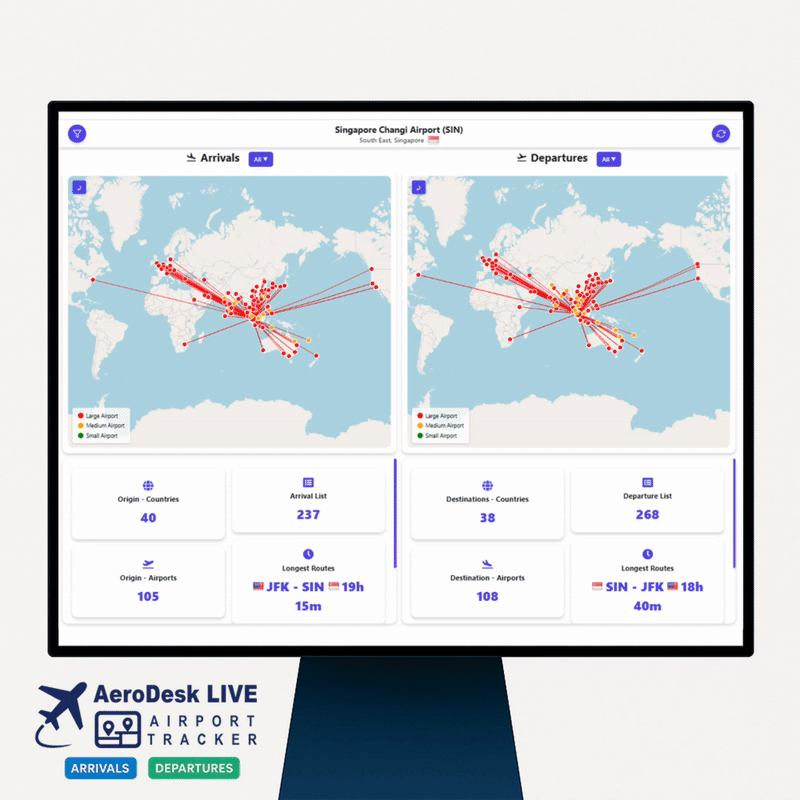 Singapore Changi Airport (SIN)
South East, Singapore
Arrivals
All ▼
Departures
All ▼
Large Airport
Medium Airport
Small Airport
Large Airport
Medium Airport
Small Airport
Origin - Countries
40
Arrival List
237
Origin - Airports
105
Longest Routes
JFK - SIN 19h
15m
Destinations - Countries
38
Departure List
268
Destination - Airports
108
Longest Routes
SIN - JFK 18h
40m
AeroDesk LIVE
AIRPORT
TRACKER
ARRIVALS
DEPARTURES